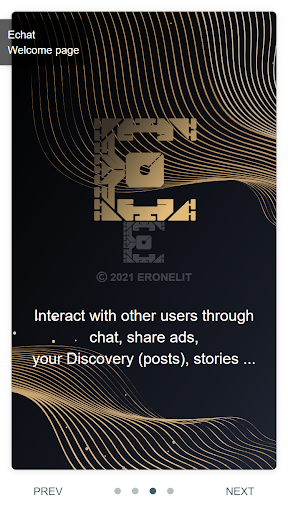 Echat
Welcome page
© 2021 ERONELIT
Interact with other users through
chat, share ads,
your Discovery (posts), stories ...
PREV NEXT